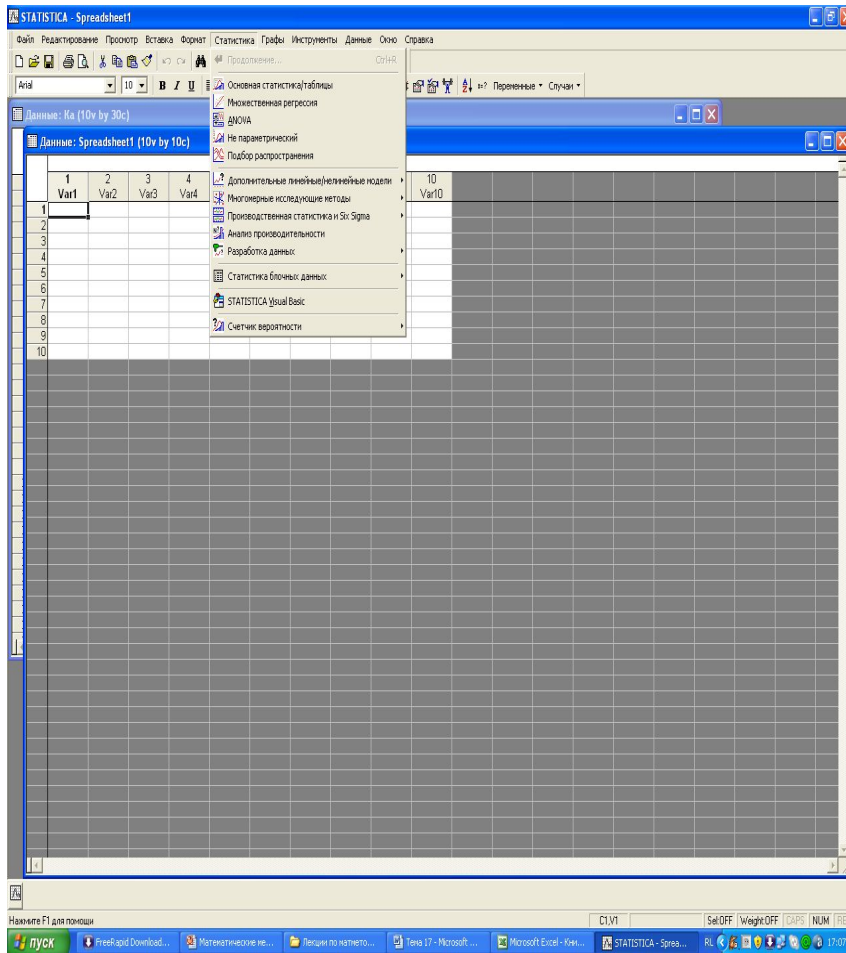 STATISTICA - Spreadsheet1
Файл Редактирование Просмотр Вставка Формат Статистика Графы Инструменты Данные Окно Справка
Продолжение... Ctrl+R
Arial 10 B I U Переменные Случаи
Основная статистика/таблицы
Множественная регрессия
ANOVA
Не параметрический
Подбор распространения
Дополнительные линейные/нелинейные модели
Многомерные исследующие методы
Производственная статистика и Six Sigma
Анализ производительности
Разработка данных
Статистика блочных данных
STATISTICA Visual Basic
Счетчик вероятности
Данные: Ка (10v by 30c)
Данные: Spreadsheet1 (10v by 10c)
1 2 3 4 10
Var1 Var2 Var3 Var4 Var10
1
2
3
4
5
6
7
8
9
10
Нажмите F1 для помощи C1,V1 Sel:OFF Weight:OFF CAPS NUM
пуск FreeRapid Download... Математические ме... Лекции по матмето... Тема 17 - Microsoft ... Microsoft Excel - Кни... STATISTICA - Sprea... RL 17:07